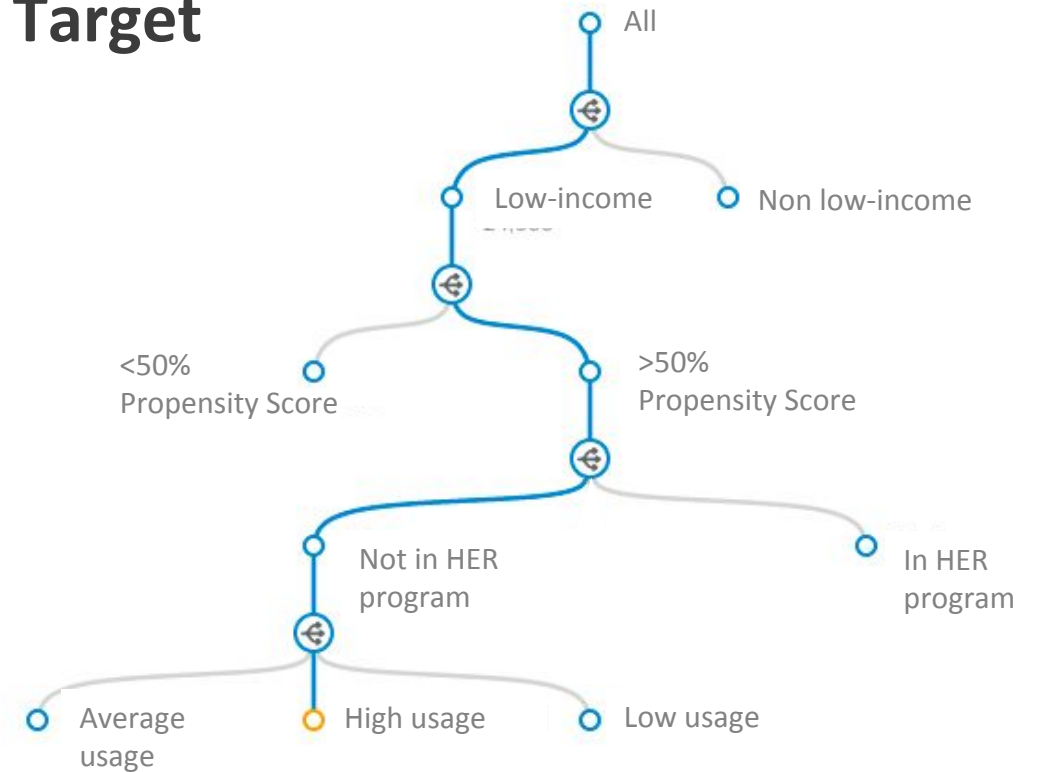 Target
All
Low-income
Non low-income
<50%
Propensity Score
>50%
Propensity Score
Not in HER
program
In HER
program
Average
usage
High usage
Low usage